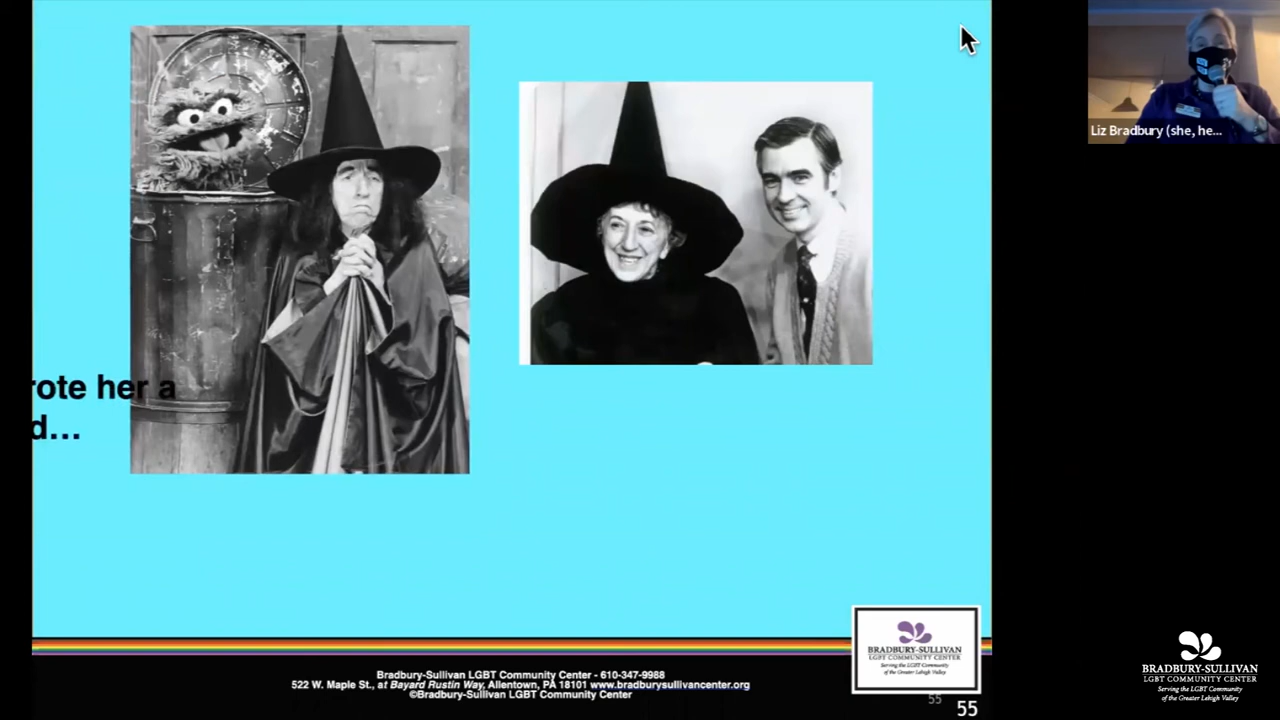 Liz Bradbury (she, he...
rote her a
d...
BRADBURY-SULLIVAN
LGBT COMMUNITY CENTER
Serving the LGBT Community
of the Greater Lehigh Valley
Bradbury-Sullivan LGBT Community Center - 610-347-9988
522 W. Maple St., at Bayard Rustin Way, Allentown, PA 18101 www.bradburysullivancenter.org
©Bradbury-Sullivan LGBT Community Center
55
55
BRADBURY-SULLIVAN
LGBT COMMUNITY CENTER
Serving the LGBT Community
of the Greater Lehigh Valley